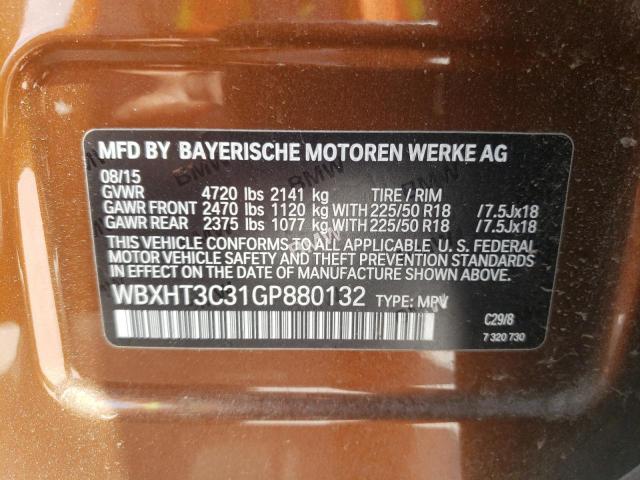 MFD BY BAYERISCHE MOTOREN WERKE AG
08/15
GVWR 4720 lbs 2141 kg TIRE / RIM
GAWR FRONT 2470 lbs 1120 kg WITH 225/50 R18 /7.5Jx18
GAWR REAR 2375 lbs 1077 kg WITH 225/50 R18 /7.5Jx18
THIS VEHICLE CONFORMS TO ALL APPLICABLE U. S. FEDERAL
MOTOR VEHICLE SAFETY AND THEFT PREVENTION
STANDARDS IN EFFECT ON THE DATE OF MANUFACTURE SHOWN ABOVE.
WBXHT3C31GP880132 TYPE: MPV
C29/8
7 320 730